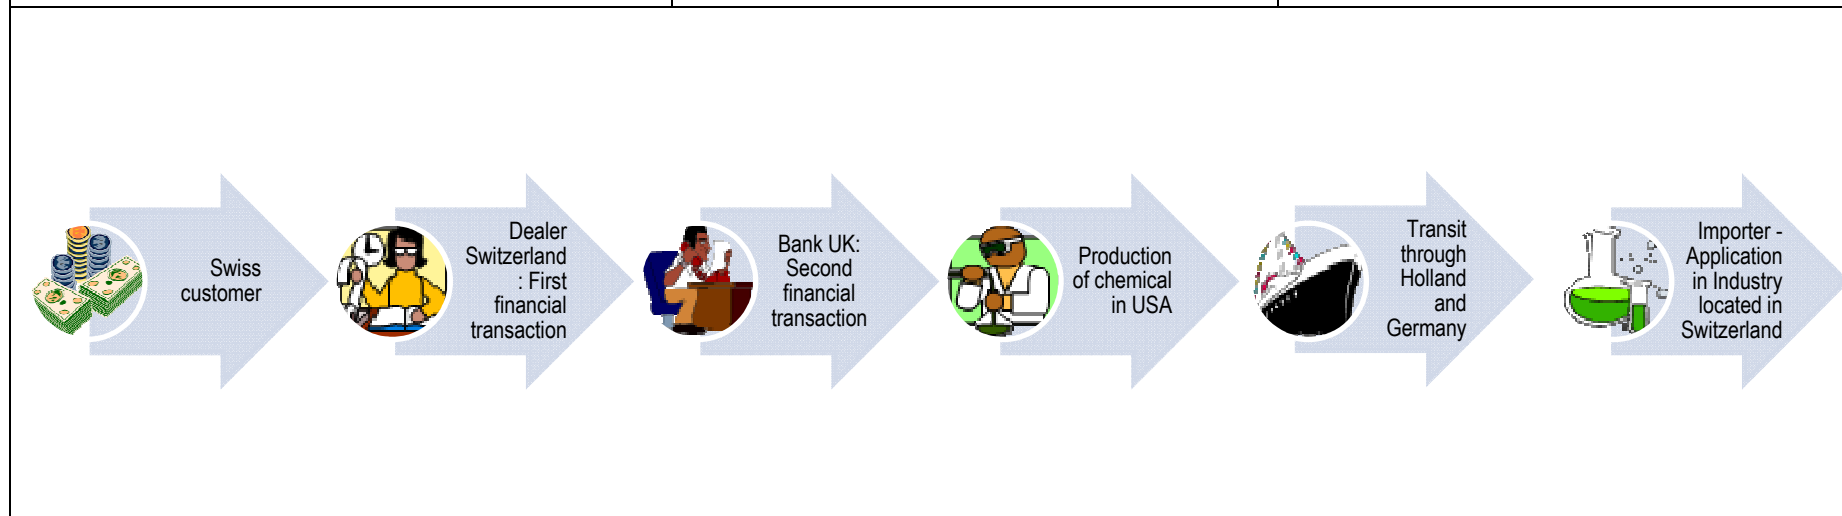 Swiss
customer
Dealer
Switzerland
: First
financial
transaction
Bank UK:
Second
financial
transaction
Production
of chemical
in USA
Transit
through
Holland
and
Germany
Importer -
Application
in Industry
located in
Switzerland